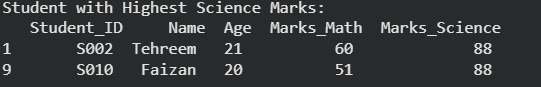 Student with Highest Science Marks:
  Student_ID     Name  Age  Marks_Math  Marks_Science
1       S002  Tehreem   21          60             88
9       S010   Faizan   20          51             88